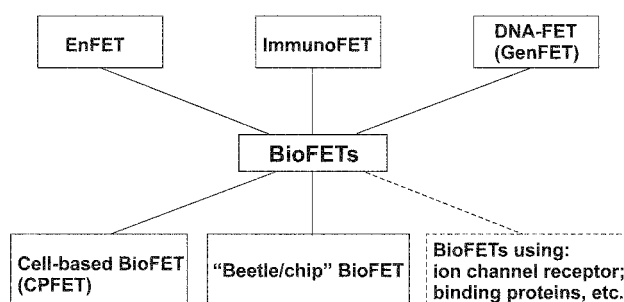 EnFET
ImmunoFET
DNA-FET
(GenFET)
BioFETs
Cell-based BioFET
(CPFET)
“Beetle/chip” BioFET
BioFETs using:
ion channel receptor;
binding proteins, etc.